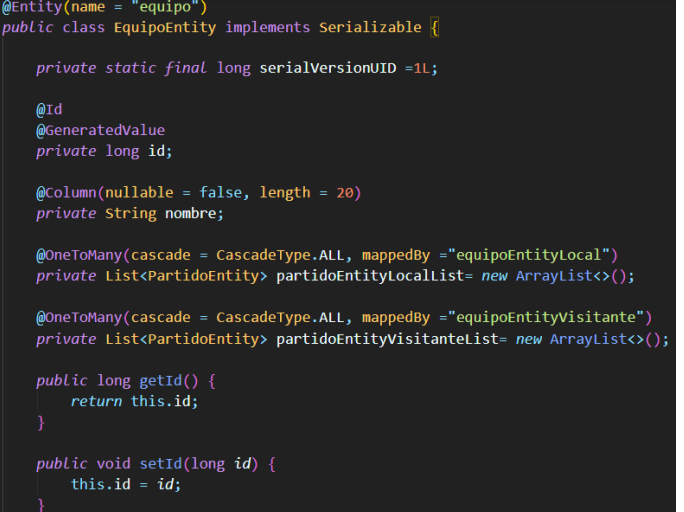 @Entity(name = "equipo")
public class EquipoEntity implements Serializable {
private static final long serialVersionUID =1L;
@Id
@GeneratedValue
private long id;
@Column(nullable = false, length = 20)
private String nombre;
@OneToMany(cascade = CascadeType.ALL, mappedBy ="equipoEntityLocal")
private List<PartidoEntity> partidoEntityLocalList= new ArrayList<>();
@OneToMany(cascade = CascadeType.ALL, mappedBy ="equipoEntityVisitante")
private List<PartidoEntity> partidoEntityVisitanteList= new ArrayList<>();
public long getId() {
return this.id;
}
public void setId(long id) {
this.id = id;
}